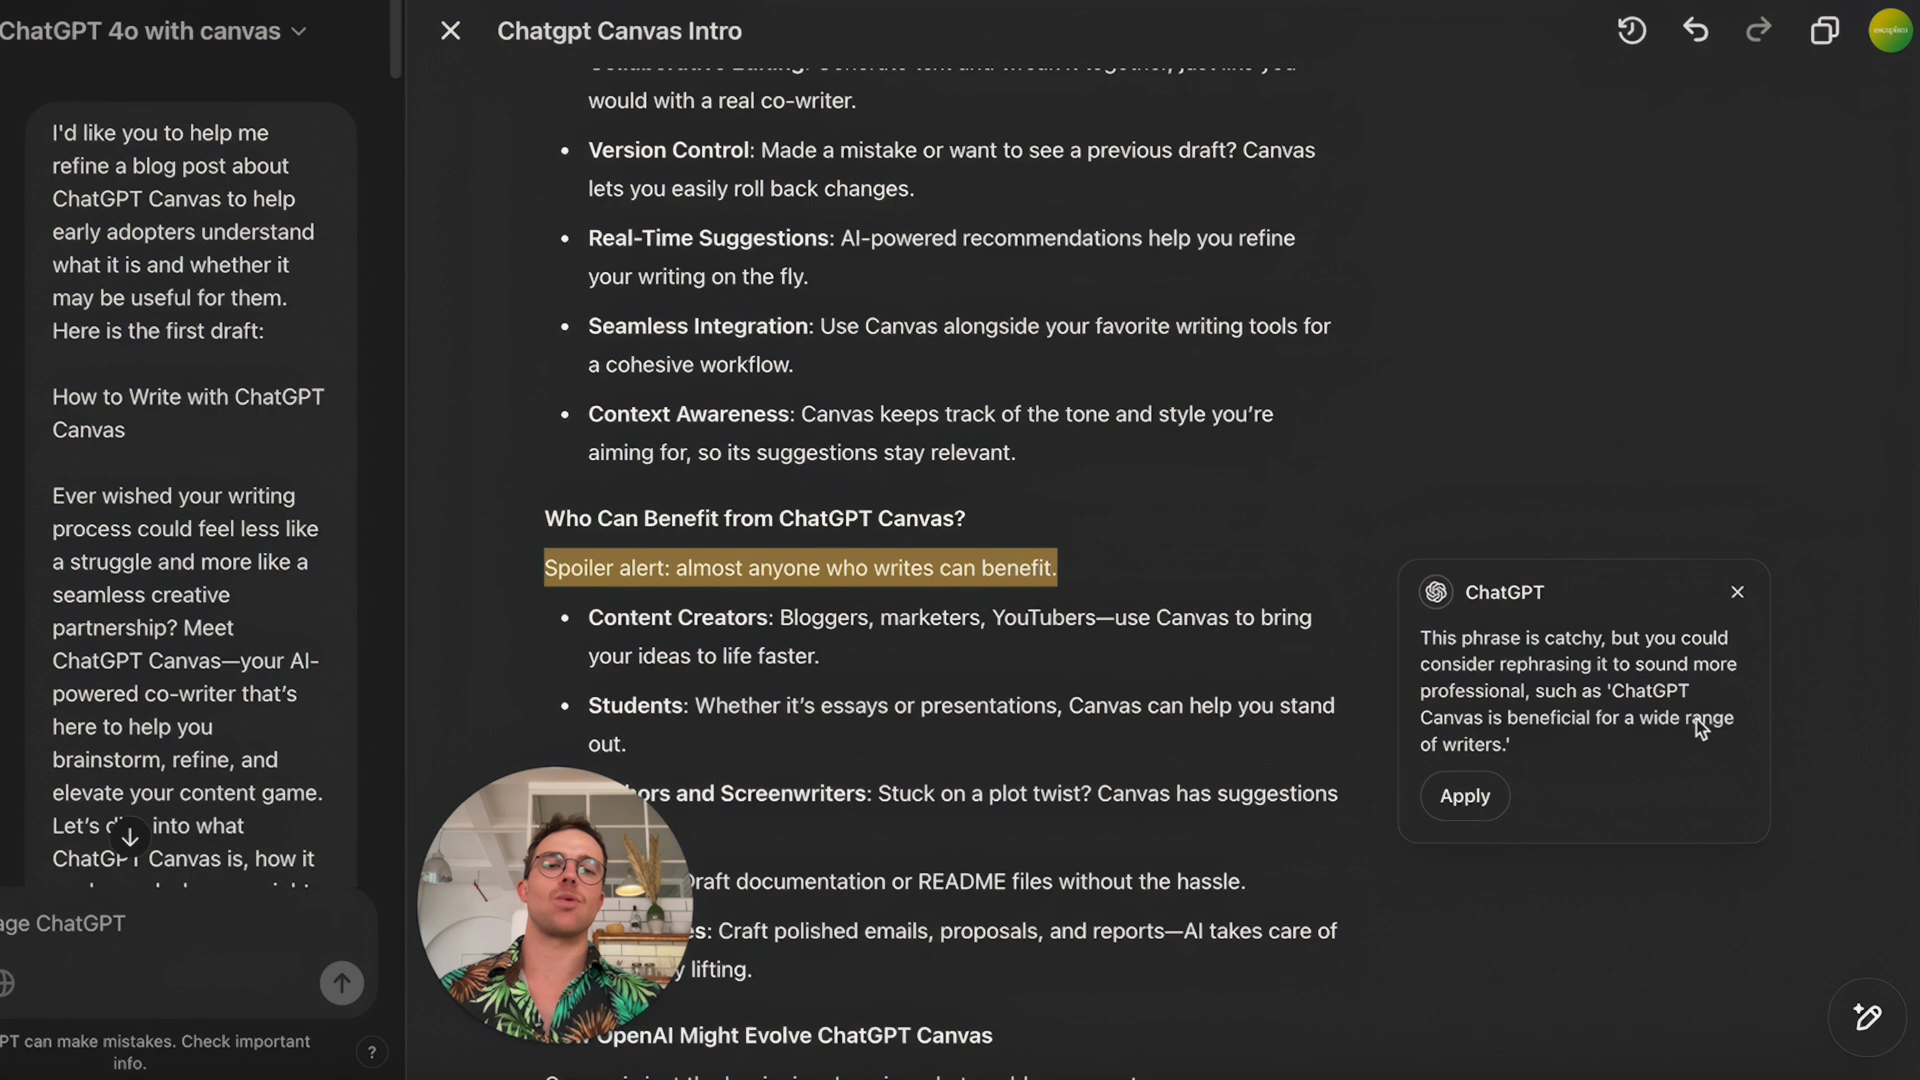 ChatGPT 4o with canvas
Chatgpt Canvas Intro
I'd like you to help me
refine a blog post about
ChatGPT Canvas to help
early adopters understand
what it is and whether it
may be useful for them.
Here is the first draft:
How to Write with ChatGPT
Canvas
Ever wished your writing
process could feel less like
a struggle and more like a
seamless creative
partnership? Meet
ChatGPT Canvas—your AI-
powered co-writer that's
here to help you
brainstorm, refine, and
elevate your content game.
Let's into what
Canvas is, how it
age ChatGPT
PT can make mistakes. Check important
info.
?
would with a real co-writer.
• Version Control: Made a mistake or want to see a previous draft? Canvas
lets you easily roll back changes.
• Real-Time Suggestions: AI-powered recommendations help you refine
your writing on the fly.
• Seamless Integration: Use Canvas alongside your favorite writing tools for
a cohesive workflow.
• Context Awareness: Canvas keeps track of the tone and style you're
aiming for, so its suggestions stay relevant.
Who Can Benefit from ChatGPT Canvas?
Spoiler alert: almost anyone who writes can benefit.
• Content Creators: Bloggers, marketers, YouTubers—use Canvas to bring
your ideas to life faster.
• Students: Whether it's essays or presentations, Canvas can help you stand
out.
hors and Screenwriters: Stuck on a plot twist? Canvas has suggestions
Draft documentation or README files without the hassle.
es: Craft polished emails, proposals, and reports—AI takes care of
y lifting.
OpenAI Might Evolve ChatGPT Canvas
ChatGPT
This phrase is catchy, but you could
consider rephrasing it to sound more
professional, such as 'ChatGPT
Canvas is beneficial for a wide range
of writers.'
Apply